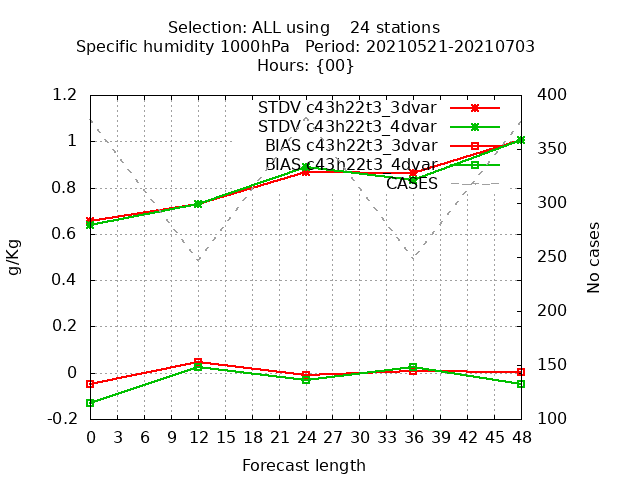 Selection: ALL using    24 stations
Specific humidity 1000hPa   Period: 20210521-20210703
Hours: {00}
STDV c43h22t3_3dvar
STDV c43h22t3_4dvar
BIAS c43h22t3_3dvar
BIAS c43h22t3_4dvar
CASES
1.2
1
0.8
0.6
0.4
0.2
0
-0.2
g/Kg
400
350
300
250
200
150
100
No cases
0 3 6 9 12 15 18 21 24 27 30 33 36 39 42 45 48
Forecast length